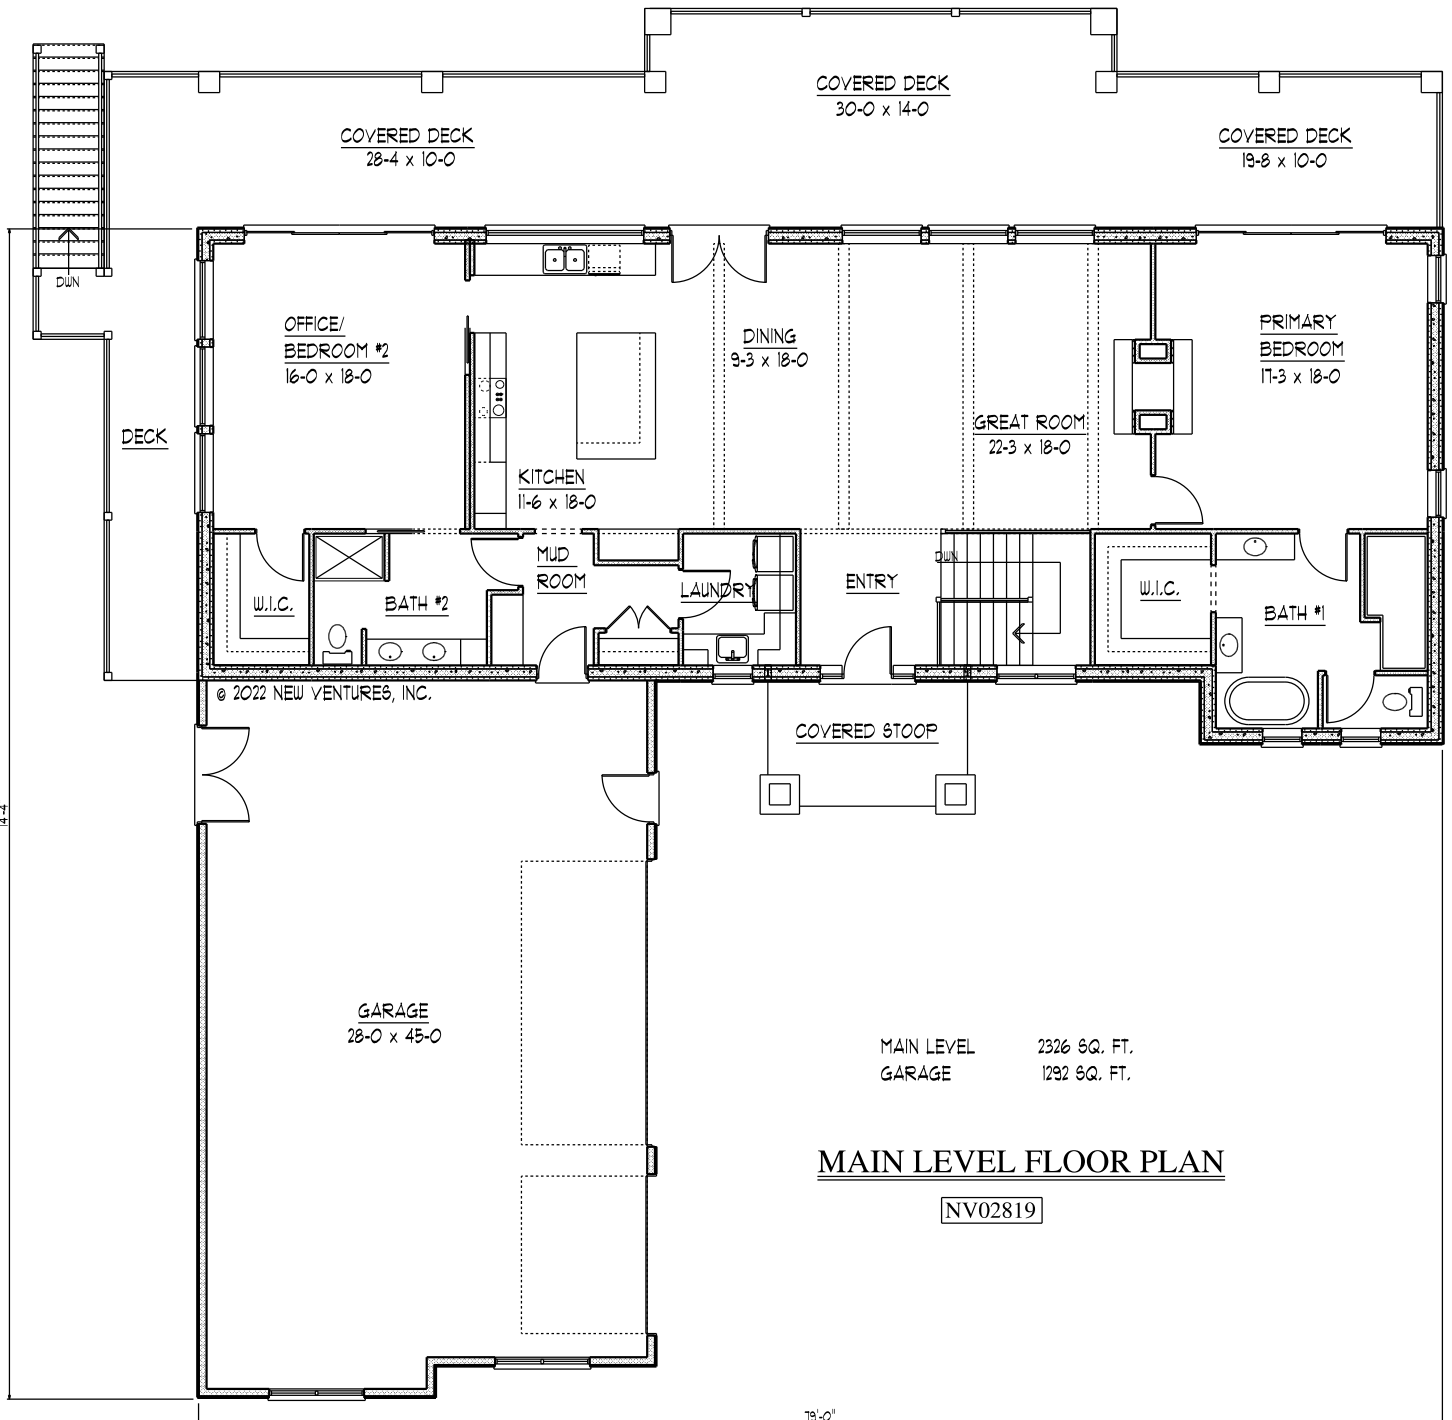 COVERED DECK
30-0 x 14-0
COVERED DECK
28-4 x 10-0
COVERED DECK
19-8 x 10-0
DWN
OFFICE/
BEDROOM #2
16-0 x 18-0
DINING
9-3 x 18-0
PRIMARY
BEDROOM
17-3 x 18-0
DECK
GREAT ROOM
22-3 x 18-0
KITCHEN
11-6 x 18-0
MUD
ROOM
DWN
W.I.C.
BATH #2
LAUNDRY
ENTRY
W.I.C.
BATH #1
© 2022 NEW VENTURES, INC.
COVERED STOOP
GARAGE
28-0 x 45-0
MAIN LEVEL 2326 SQ. FT.
GARAGE 1292 SQ. FT.
MAIN LEVEL FLOOR PLAN
NV02819
79'-0"